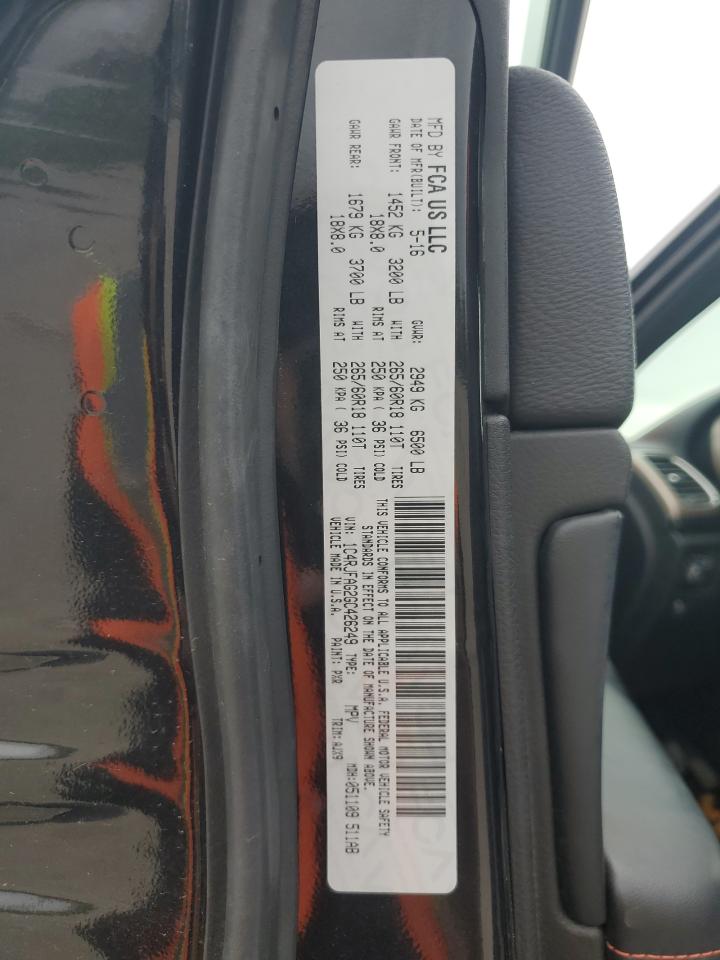 MFD BY FCA US LLC
DATE OF MFR(BUILT): 5-16 GVWR: 2949 KG 6500 LB
GAWR FRONT: 1452 KG 3200 LB WITH 265/60R18 110T TIRES
18X8.0 RIMS AT 250 KPA ( 36 PSI) COLD
GAWR REAR: 1679 KG 3700 LB WITH 265/60R18 110T TIRES
18X8.0 RIMS AT 250 KPA ( 36 PSI) COLD
THIS VEHICLE CONFORMS TO ALL APPLICABLE U.S.A. FEDERAL MOTOR VEHICLE SAFETY
STANDARDS IN EFFECT ON THE DATE OF MANUFACTURE SHOWN ABOVE.
VIN: 1C4RJFAG2GC426249 TYPE: MPV MDH:051109 511AB
VEHICLE MADE IN U.S.A. PAINT: PXR TRIM: AJX9